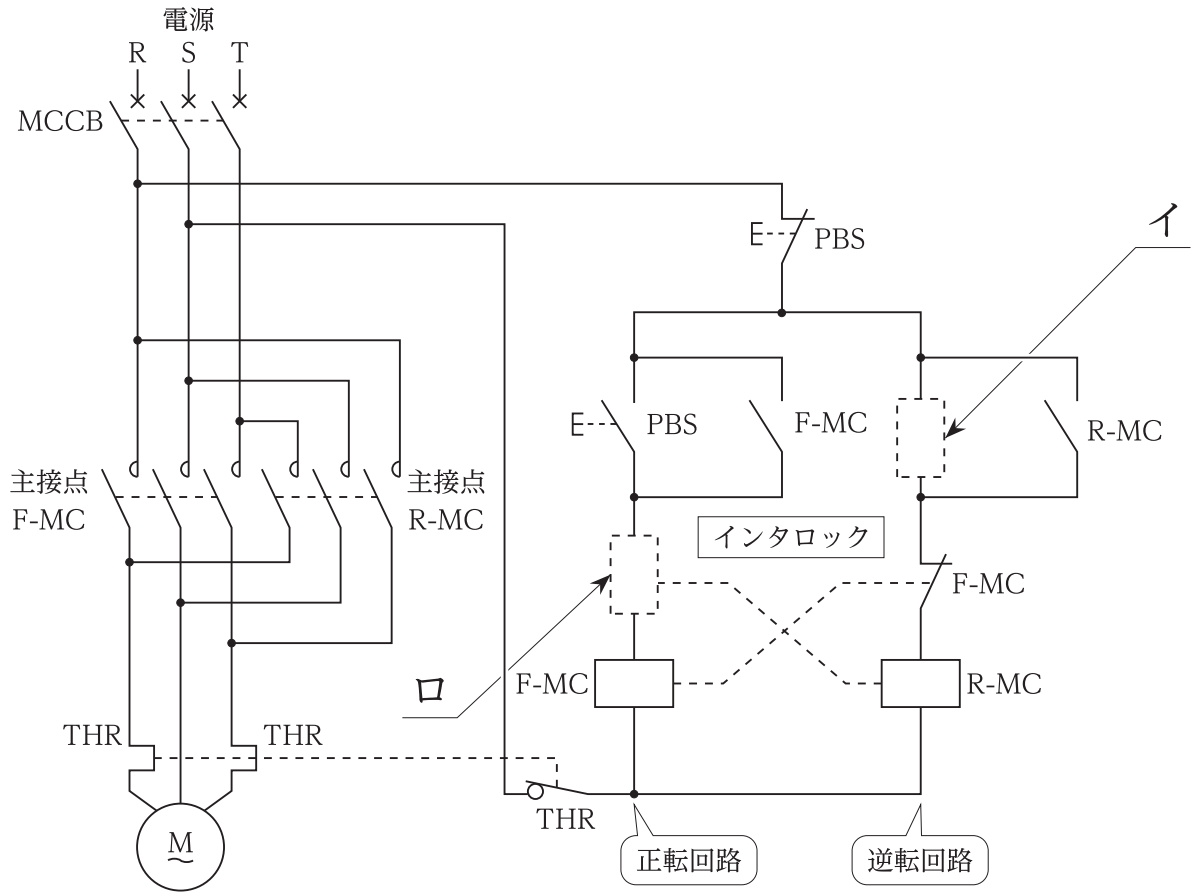 電源
R S T
MCCB
イ
PBS
PBS
F-MC
R-MC
主接点
F-MC
主接点
R-MC
インタロック
F-MC
ロ
F-MC
R-MC
THR
THR
THR
M
正転回路
逆転回路